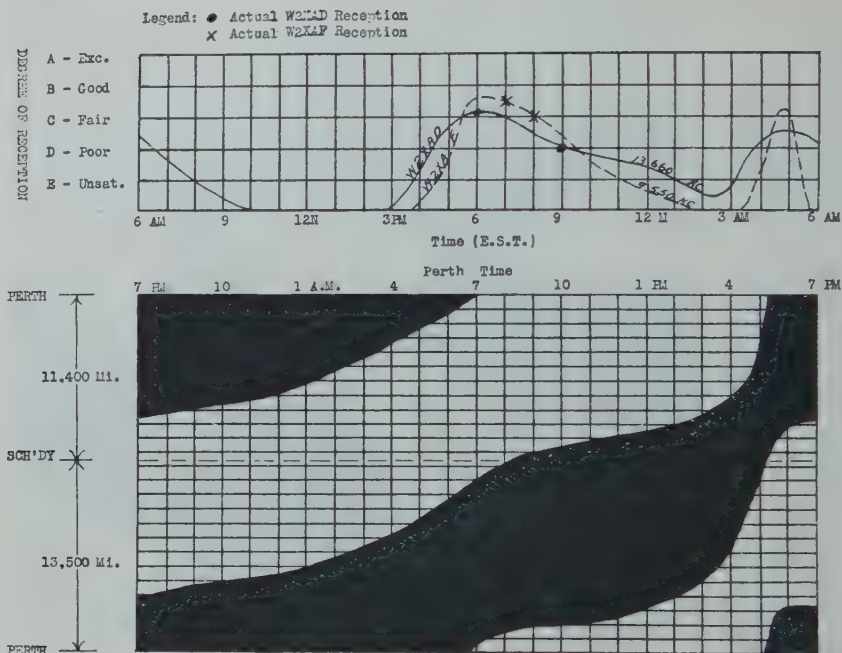 Legend: ● Actual W2XAD Reception
x Actual W2XAF Reception
DEGREE OF RECEPTION
A - Exc.
B - Good
C - Fair
D - Poor
E - Unsat.
W2XAD
W2XAF
13,660 KC
9,530 KC
6 AM 9 12N 3PM 6 9 12 M 3 AM 6 AM
Time (E.S.T.)
Perth Time
7 PM 10 1 A.M. 4 7 10 1 PM 4 7 PM
PERTH
11,400 Mi.
SCH'DY
13,500 Mi.
PERTH